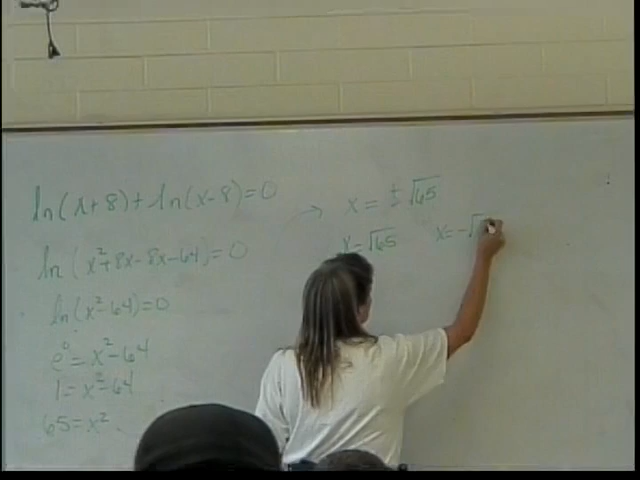 ln(x+8)+ln(x-8)=0
ln(x²+8x-8x-64)=0
ln(x²-64)=0
e⁰=x²-64
1=x²-64
65=x²
x=±√65
x=√65 x=-√